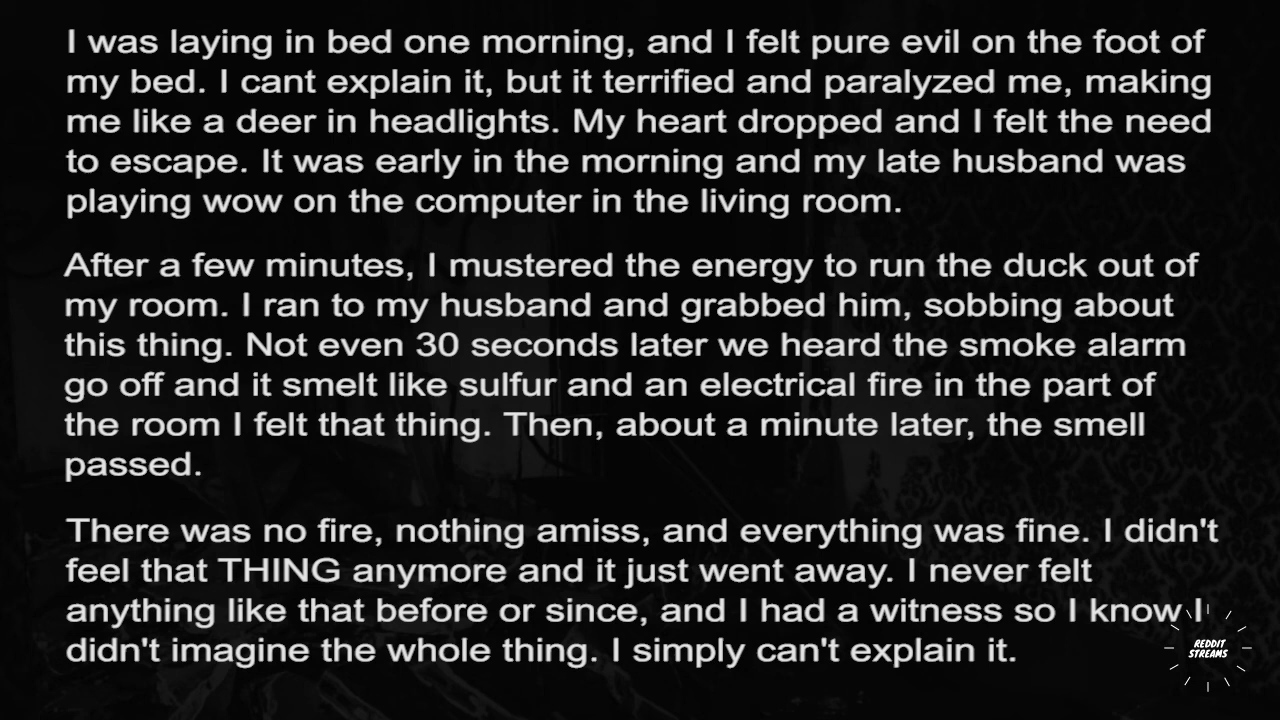 I was laying in bed one morning, and I felt pure evil on the foot of
my bed. I cant explain it, but it terrified and paralyzed me, making
me like a deer in headlights. My heart dropped and I felt the need
to escape. It was early in the morning and my late husband was
playing wow on the computer in the living room.
After a few minutes, I mustered the energy to run the duck out of
my room. I ran to my husband and grabbed him, sobbing about
this thing. Not even 30 seconds later we heard the smoke alarm
go off and it smelt like sulfur and an electrical fire in the part of
the room I felt that thing. Then, about a minute later, the smell
passed.
There was no fire, nothing amiss, and everything was fine. I didn't
feel that THING anymore and it just went away. I never felt
anything like that before or since, and I had a witness so I know I
didn't imagine the whole thing. I simply can't explain it.
REDDIT
STREAMS